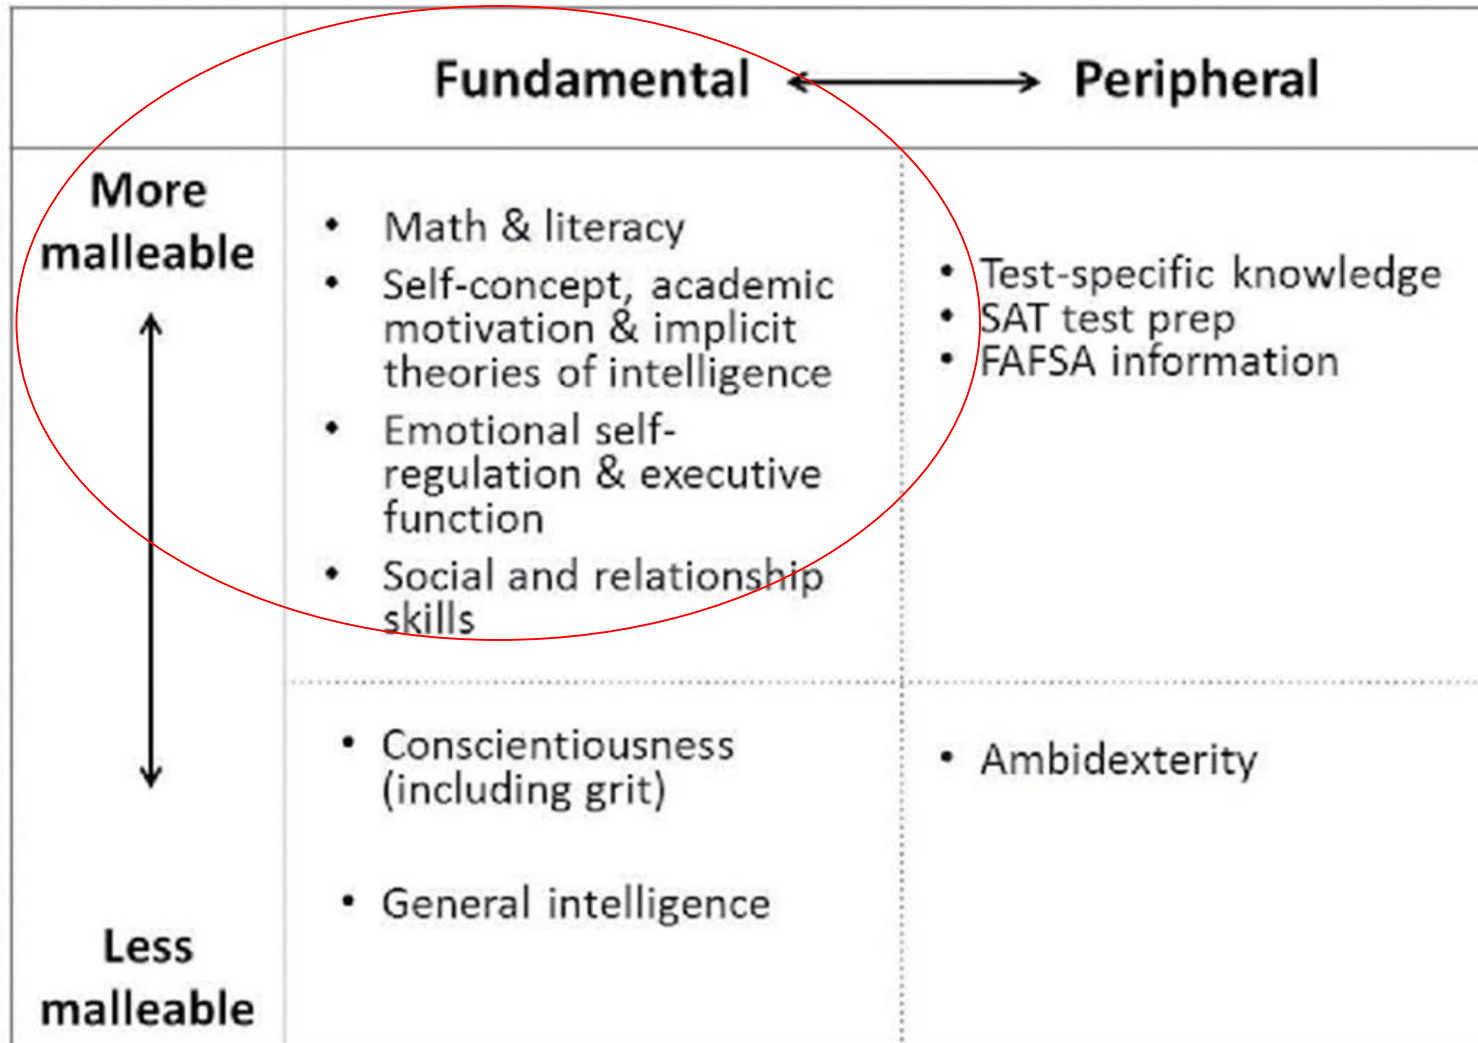 Fundamental Peripheral
More
malleable
• Math & literacy
• Self-concept, academic
motivation & implicit
theories of intelligence
• Emotional self-
regulation & executive
function
• Social and relationship
skills
• Test-specific knowledge
• SAT test prep
• FAFSA information
Less
malleable
• Conscientiousness
(including grit)
• General intelligence
• Ambidexterity